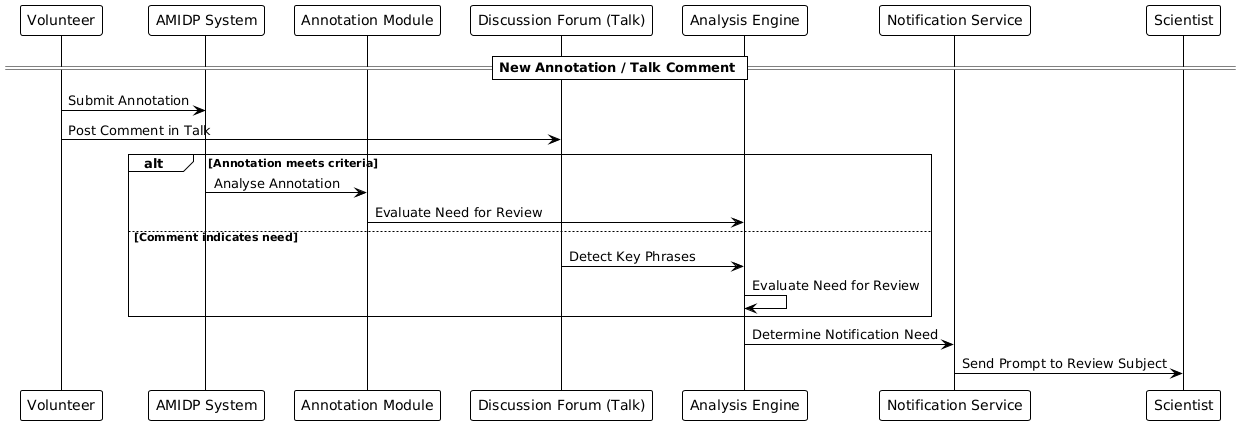 Volunteer AMIDP System Annotation Module Discussion Forum (Talk) Analysis Engine Notification Service Scientist
New Annotation / Talk Comment
Submit Annotation
Post Comment in Talk
alt [Annotation meets criteria]
Analyse Annotation
Evaluate Need for Review
[Comment indicates need]
Detect Key Phrases
Evaluate Need for Review
Determine Notification Need
Send Prompt to Review Subject
Volunteer AMIDP System Annotation Module Discussion Forum (Talk) Analysis Engine Notification Service Scientist